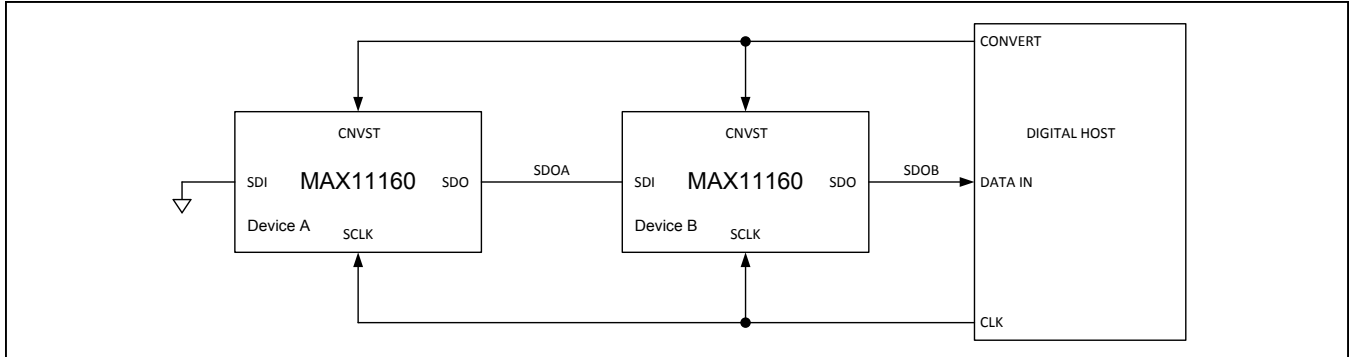 CONVERT
CNVST
CNVST
DIGITAL HOST
SDI
MAX11160
SDO
SDOA
SDI
MAX11160
SDO
SDOB
DATA IN
Device A
SCLK
Device B
SCLK
CLK